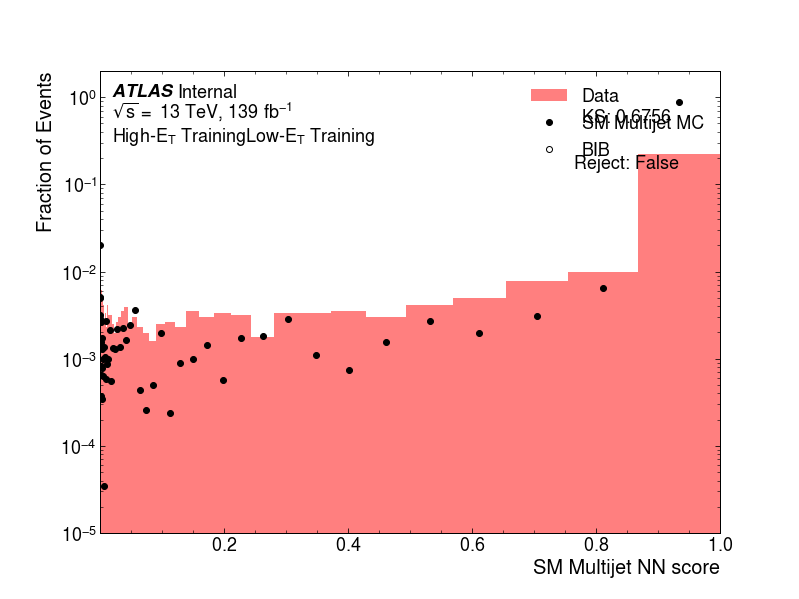 ATLAS Internal
√s = 13 TeV, 139 fb⁻¹
High-E_T TrainingLow-E_T Training
Data
KS: 0.6756
SM Multijet MC
BIB
Reject: False
Fraction of Events
10⁰
10⁻¹
10⁻²
10⁻³
10⁻⁴
10⁻⁵
0.2 0.4 0.6 0.8 1.0
SM Multijet NN score